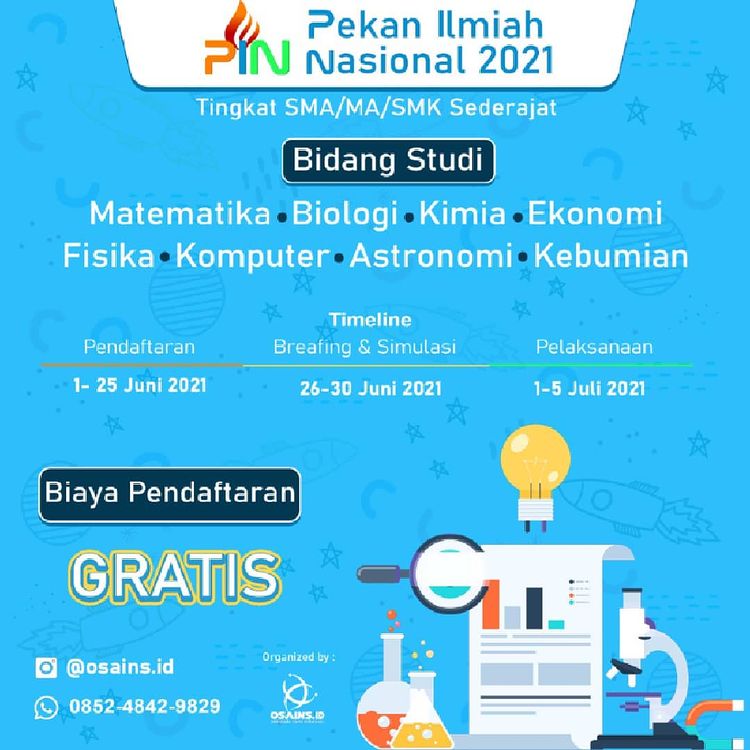 PIN Pekan Ilmiah
Nasional 2021
Tingkat SMA/MA/SMK Sederajat
Bidang Studi
Matematika • Biologi • Kimia • Ekonomi
Fisika • Komputer • Astronomi • Kebumian
Timeline
Pendaftaran Breafing & Simulasi Pelaksanaan
1- 25 Juni 2021 26-30 Juni 2021 1-5 Juli 2021
Biaya Pendaftaran
GRATIS
@osains.id
0852-4842-9829
Organized by :
OSAINS.ID